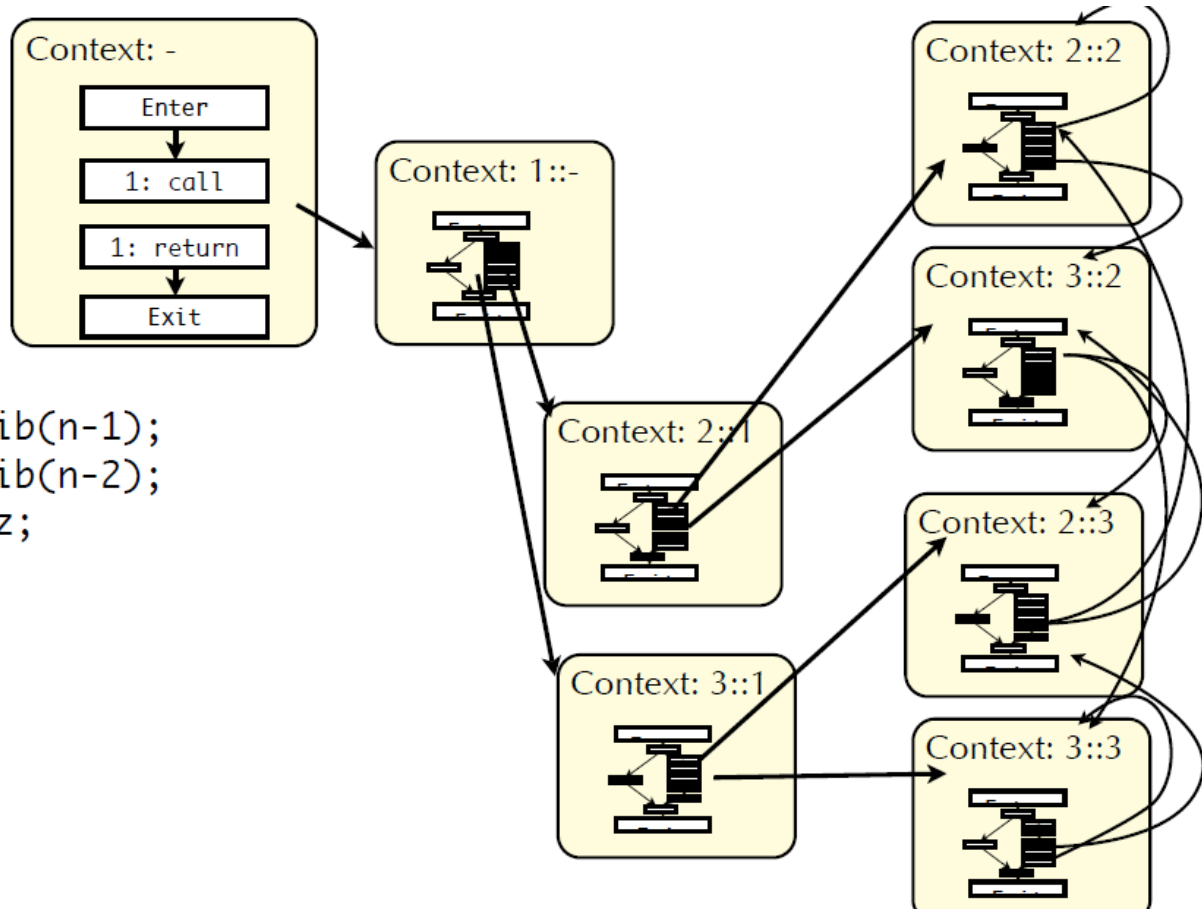 Context: -
Enter
1: call
1: return
Exit
Context: 1::-
ib(n-1);
ib(n-2);
z;
Context: 2::1
Context: 3::1
Context: 2::2
Context: 3::2
Context: 2::3
Context: 3::3